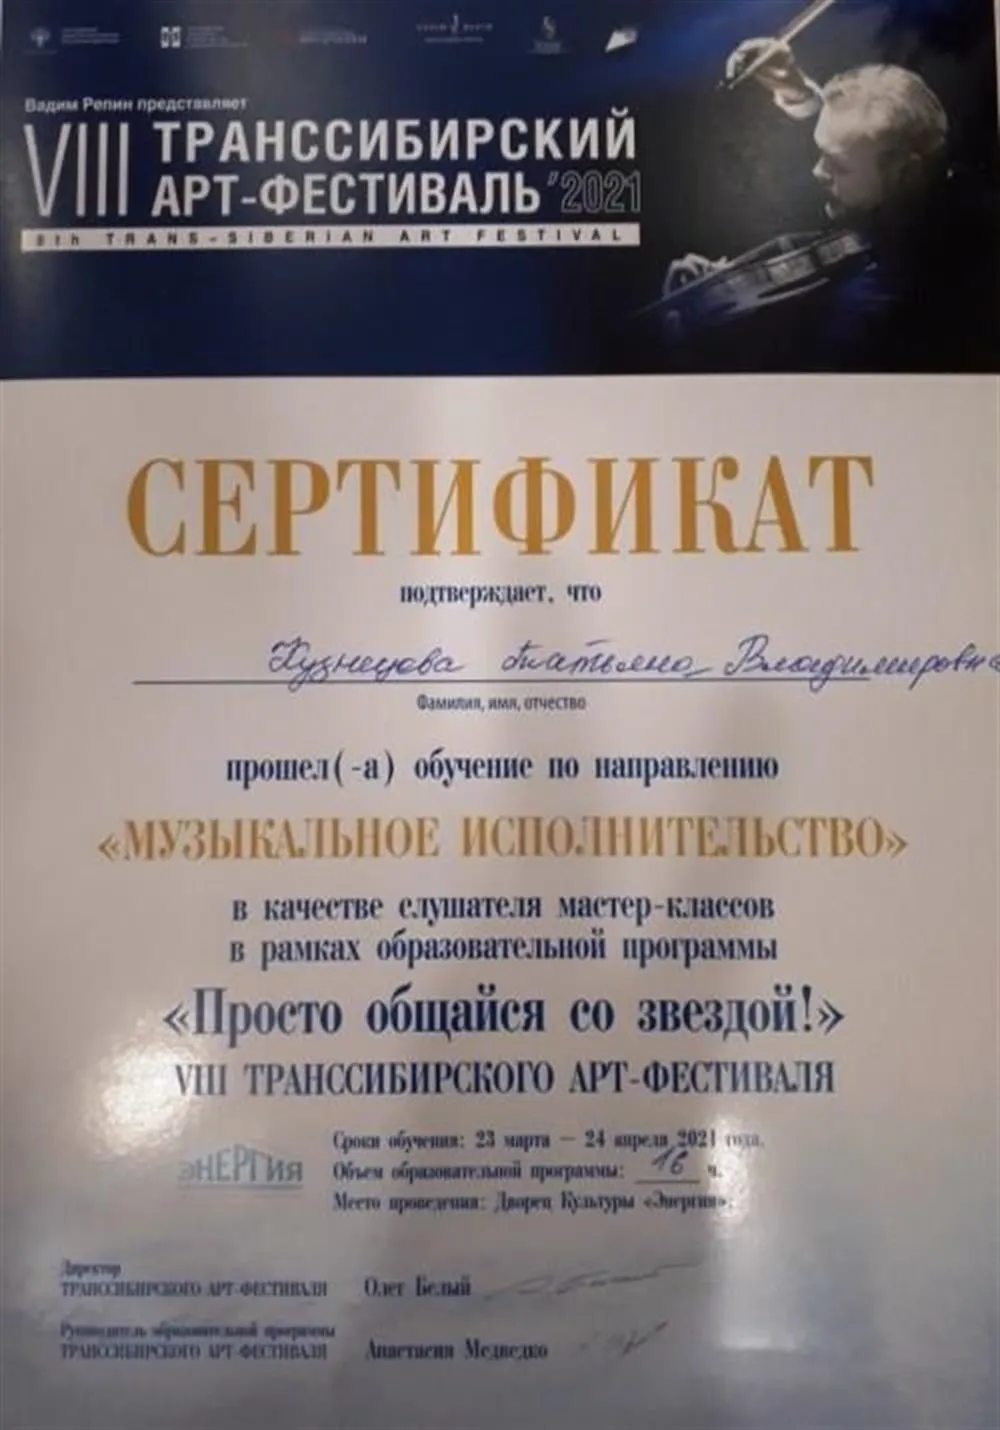 Вадим Репин представляет
VIII ТРАНССИБИРСКИЙ
АРТ-ФЕСТИВАЛЬ '2021
8th TRANS-SIBERIAN ART FESTIVAL
СЕРТИФИКАТ
подтверждает, что
Кузнецова Татьяна Владимировна
Фамилия, имя, отчество
прошел(-а) обучение по направлению
«МУЗЫКАЛЬНОЕ ИСПОЛНИТЕЛЬСТВО»
в качестве слушателя мастер-классов
в рамках образовательной программы
«Просто общайся со звездой!»
VIII ТРАНССИБИРСКОГО АРТ-ФЕСТИВАЛЯ
Сроки обучения: 23 марта – 24 апреля 2021 года.
эНЕРГия
Объем образовательной программы: 16 ч.
Место проведения: Дворец Культуры «Энергия».
Директор
ТРАНССИБИРСКОГО АРТ-ФЕСТИВАЛЯ Олег Белый
Руководитель образовательной программы
ТРАНССИБИРСКОГО АРТ-ФЕСТИВАЛЯ Анастасия Медведко